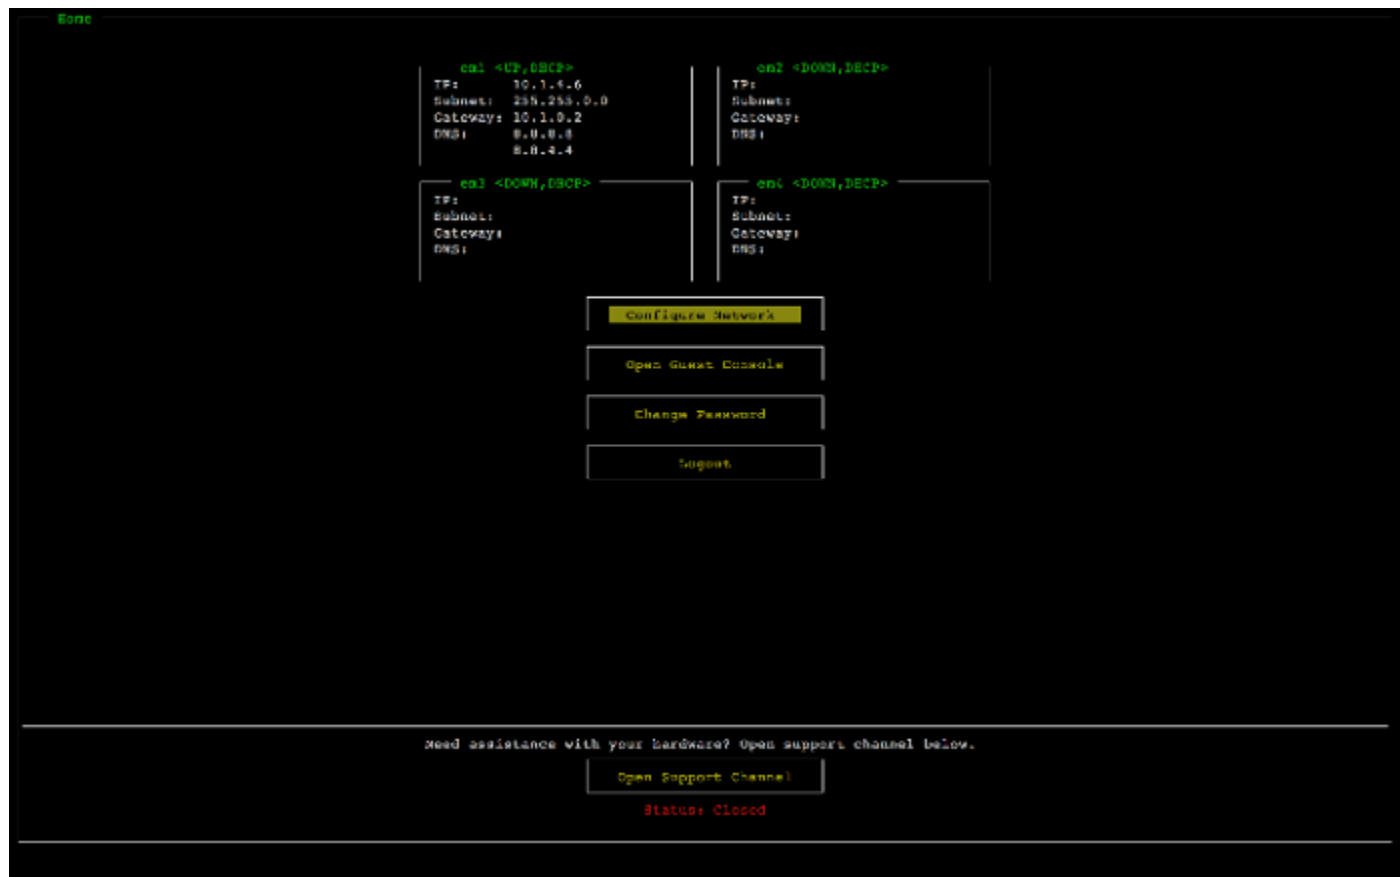 Home
em1 <UP,DHCP>
IP: 10.1.4.6
Subnet: 255.255.0.0
Gateway: 10.1.0.2
DNS: 8.8.8.8
8.8.4.4
em2 <DOWN,DHCP>
IP:
Subnet:
Gateway:
DNS:
em3 <DOWN,DHCP>
IP:
Subnet:
Gateway:
DNS:
em4 <DOWN,DHCP>
IP:
Subnet:
Gateway:
DNS:
Configure Network
Open Guest Console
Change Password
Logout
Need assistance with your hardware? Open support channel below.
Open Support Channel
Status: Closed